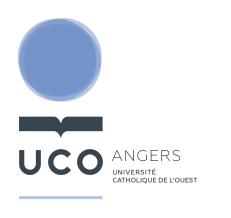 UCO ANGERS
UNIVERSITÉ
CATHOLIQUE DE L'OUEST